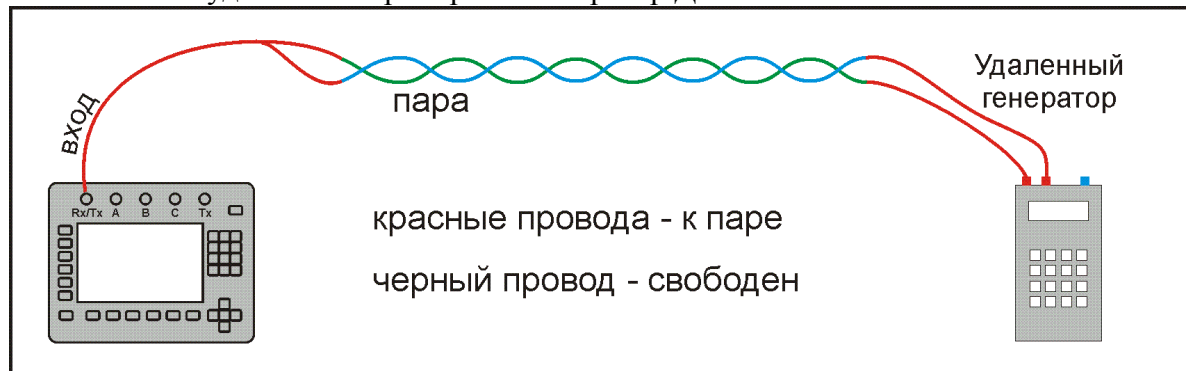 Удаленный
генератор
пара
вход
Rx/Tx A B C Tx
красные провода - к паре
черный провод - свободен